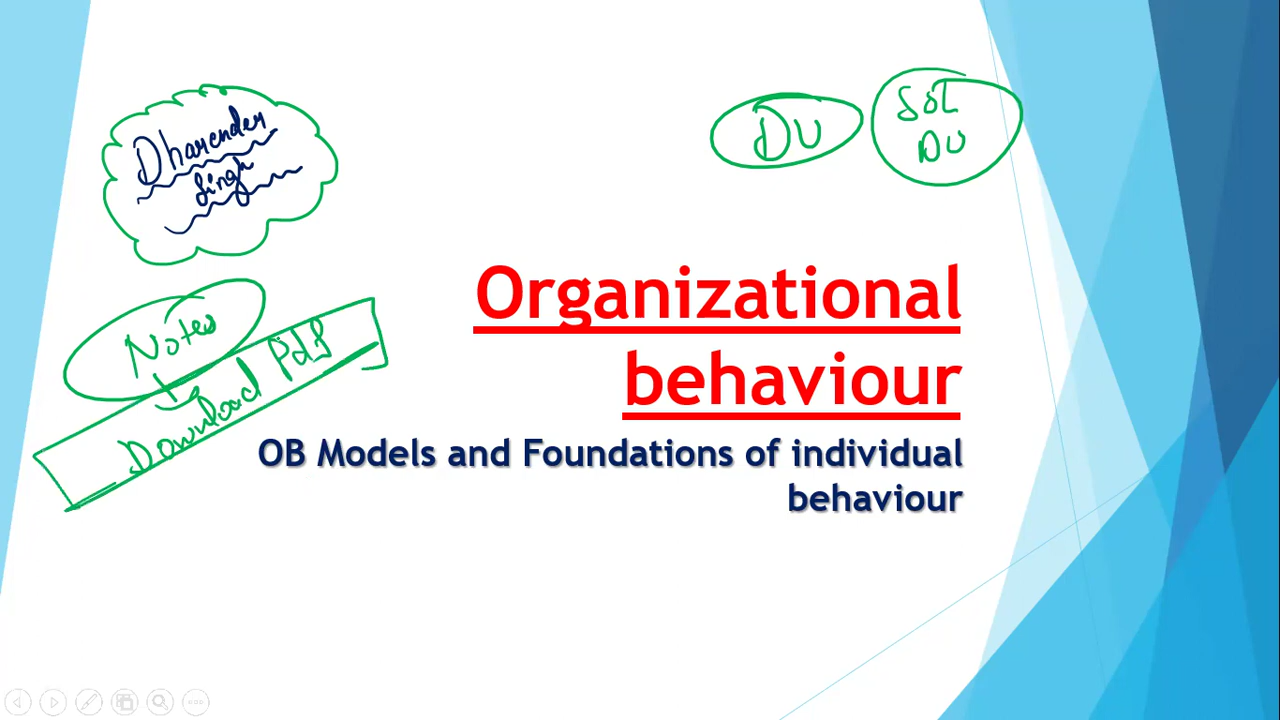 Dharender
Singh
DU
SOL
DU
Notes
Download Pdf
Organizational
behaviour
OB Models and Foundations of individual
behaviour